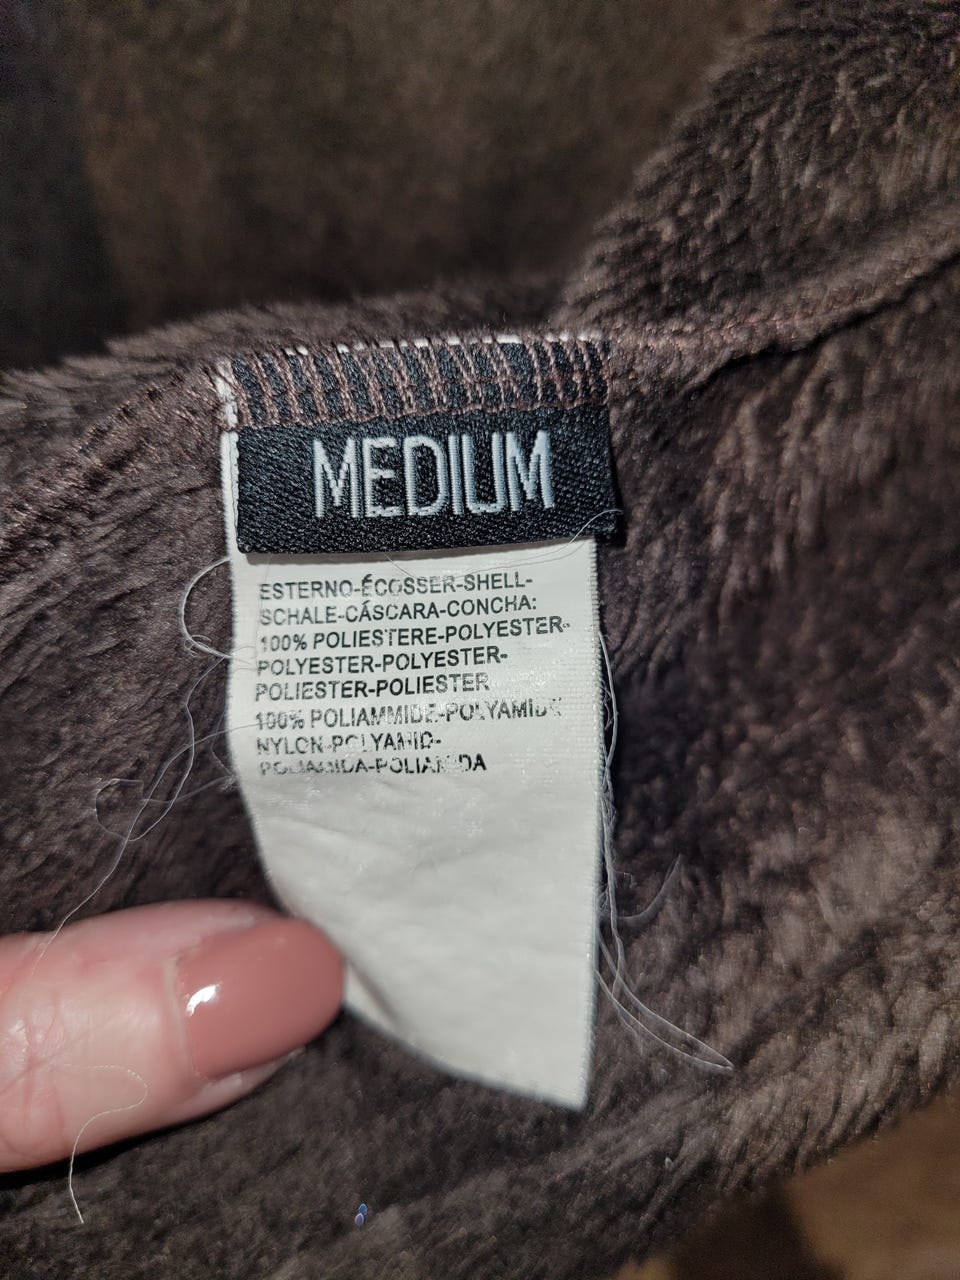 MEDIUM
ESTERNO-ÉCOSSER-SHELL-
SCHALE-CÁSCARA-CONCHA:
100% POLIESTERE-POLYESTER-
POLYESTER-POLYESTER-
POLIESTER-POLIESTER
100% POLIAMMIDE-POLYAMIDE
NYLON-POLYAMID-
POLIAMIDA-POLIAMIDA